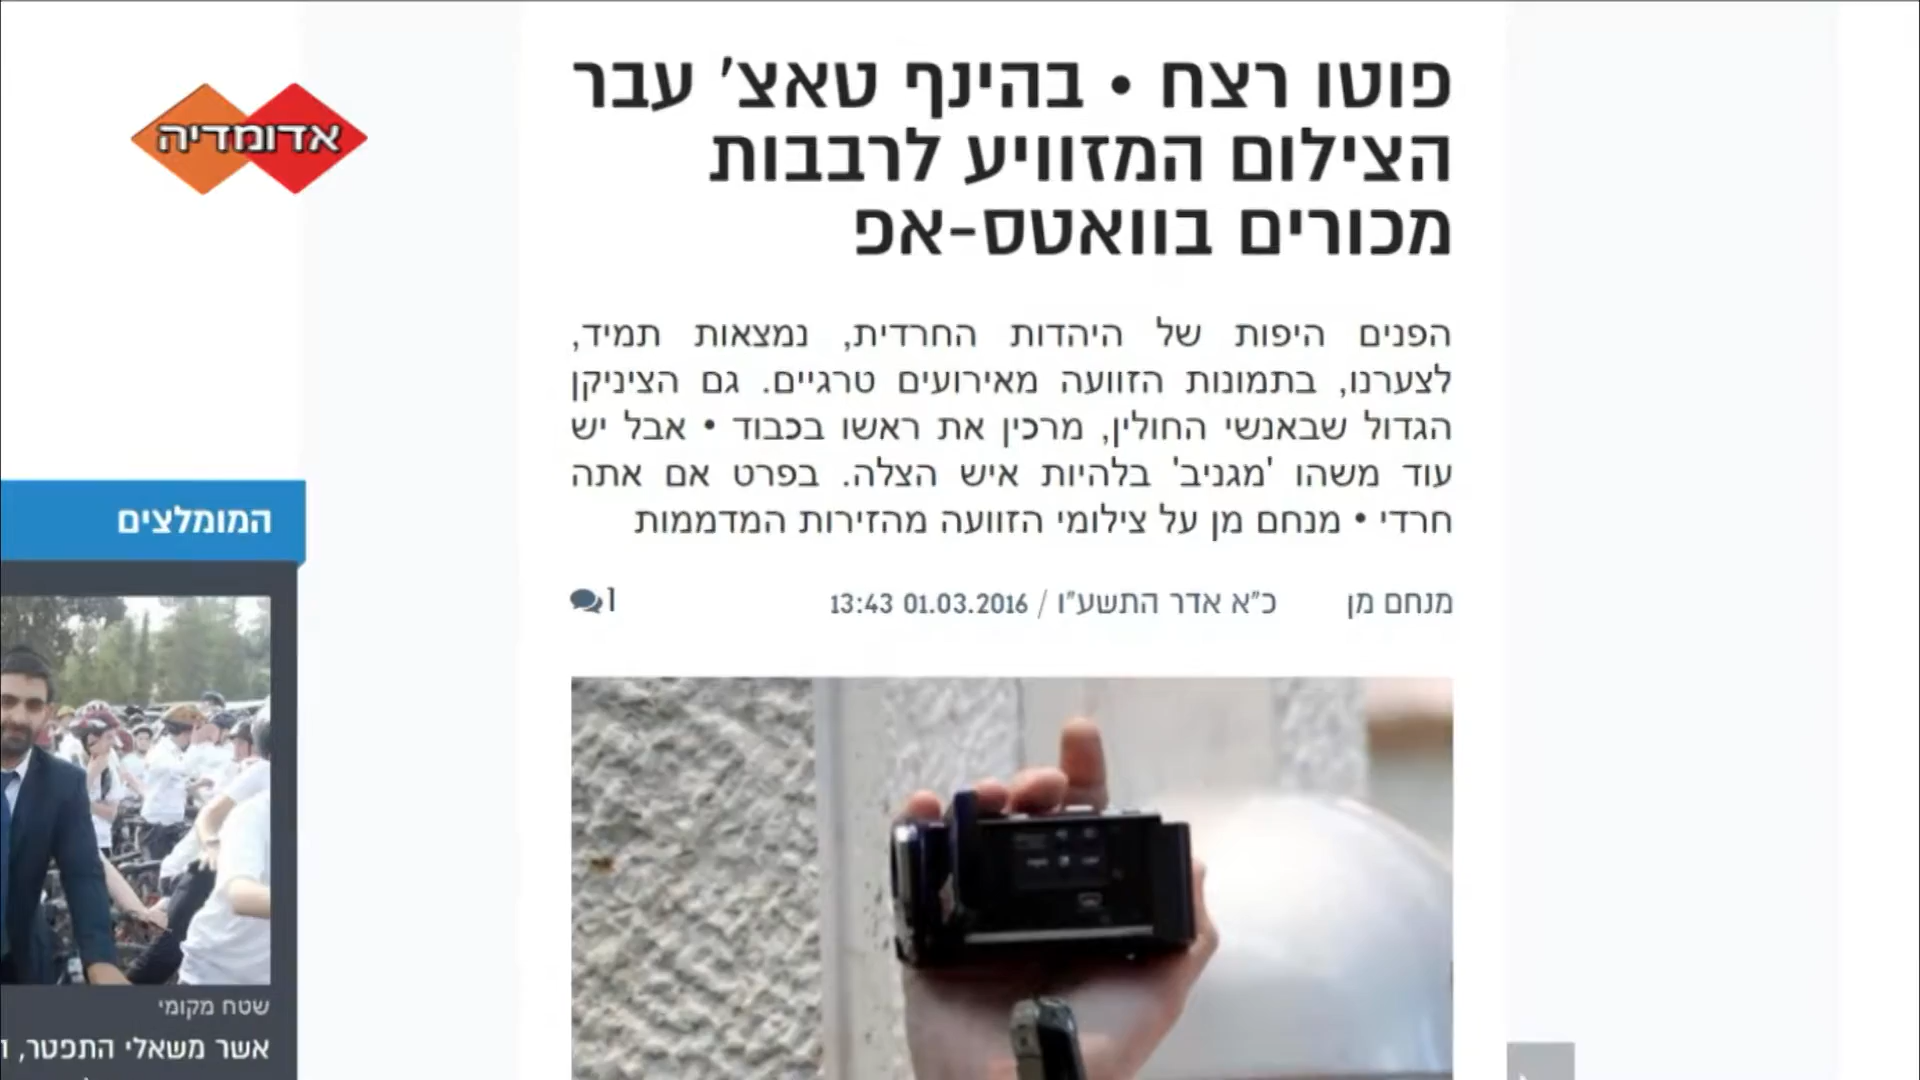 אדומדיה
פוטו רצח • בהינף טאצ' עבר
הצילום המזוויע לרבבות
מכורים בוואטס-אפ
הפנים היפות של היהדות החרדית, נמצאות תמיד,
לצערנו, בתמונות הזוועה מאירועים טרגיים. גם הציניקן
הגדול שבאנשי החולין, מרכין את ראשו בכבוד • אבל יש
עוד משהו 'מגניב' בלהיות איש הצלה. בפרט אם אתה
חרדי • מנחם מן על צילומי הזוועה מהזירות המדממות
מנחם מן
כ"א אדר התשע"ו / 01.03.2016 13:43
1
המומלצים
שטח מקומי
אשר משאלי התפטר,